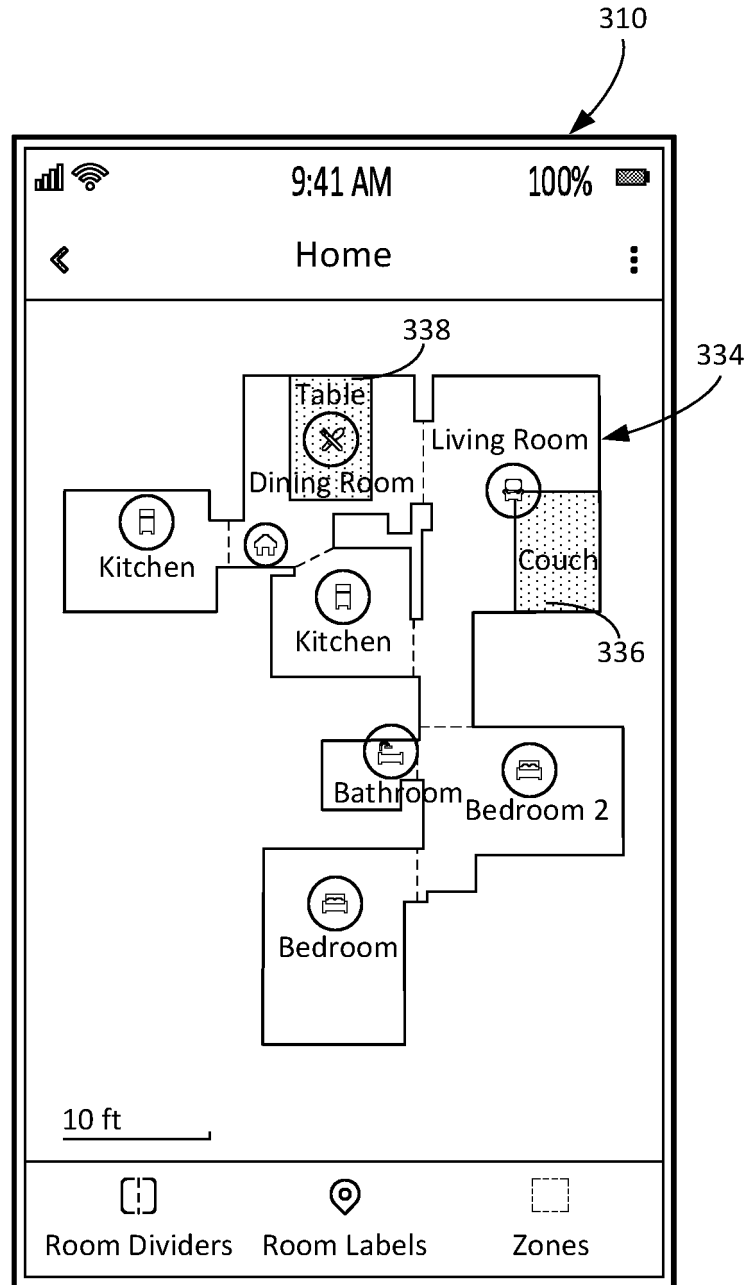 310
9:41 AM 100%
Home
338
334
Table
Living Room
Dining Room
Kitchen
Couch
Kitchen
336
Bathroom
Bedroom 2
Bedroom
10 ft
Room Dividers Room Labels Zones